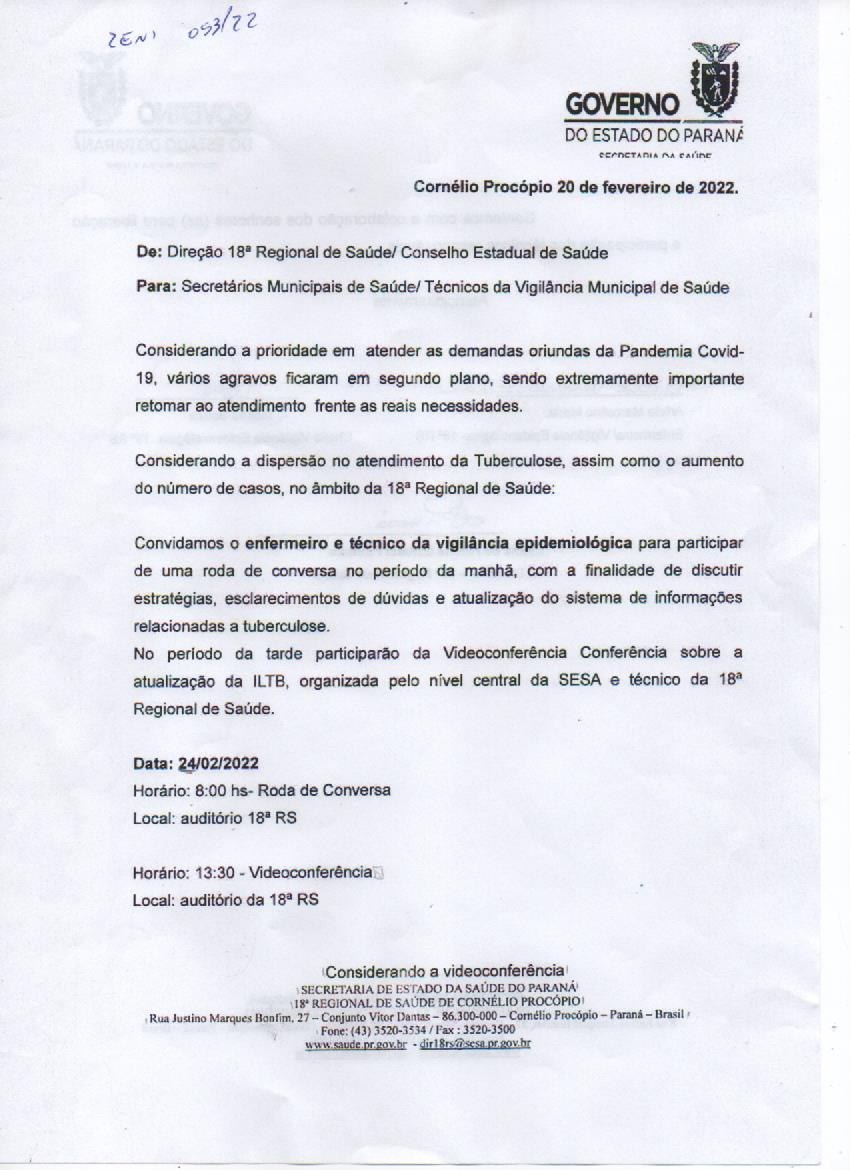 ZENI 053/22
GOVERNO
DO ESTADO DO PARANÁ
SECRETARIA DA SAÚDE
Cornélio Procópio 20 de fevereiro de 2022.
De: Direção 18ª Regional de Saúde/ Conselho Estadual de Saúde
Para: Secretários Municipais de Saúde/ Técnicos da Vigilância Municipal de Saúde
Considerando a prioridade em atender as demandas oriundas da Pandemia Covid-
19, vários agravos ficaram em segundo plano, sendo extremamente importante
retomar ao atendimento frente as reais necessidades.
Considerando a dispersão no atendimento da Tuberculose, assim como o aumento
do número de casos, no âmbito da 18ª Regional de Saúde:
Convidamos o enfermeiro e técnico da vigilância epidemiológica para participar
de uma roda de conversa no período da manhã, com a finalidade de discutir
estratégias, esclarecimentos de dúvidas e atualização do sistema de informações
relacionadas a tuberculose.
No período da tarde participarão da Videoconferência Conferência sobre a
atualização da ILTB, organizada pelo nível central da SESA e técnico da 18ª
Regional de Saúde.
Data: 24/02/2022
Horário: 8:00 hs- Roda de Conversa
Local: auditório 18ª RS
Horário: 13:30 - Videoconferência
Local: auditório da 18ª RS
Considerando a videoconferência
SECRETARIA DE ESTADO DA SAÚDE DO PARANÁ
18ª REGIONAL DE SAÚDE DE CORNÉLIO PROCÓPIO
Rua Justino Marques Bonfim, 27 – Conjunto Vitor Dantas – 86.300-000 – Cornélio Procópio – Paraná – Brasil
Fone: (43) 3520-3534 / Fax : 3520-3500
www.saude.pr.gov.br - dir18rs@sesa.pr.gov.br